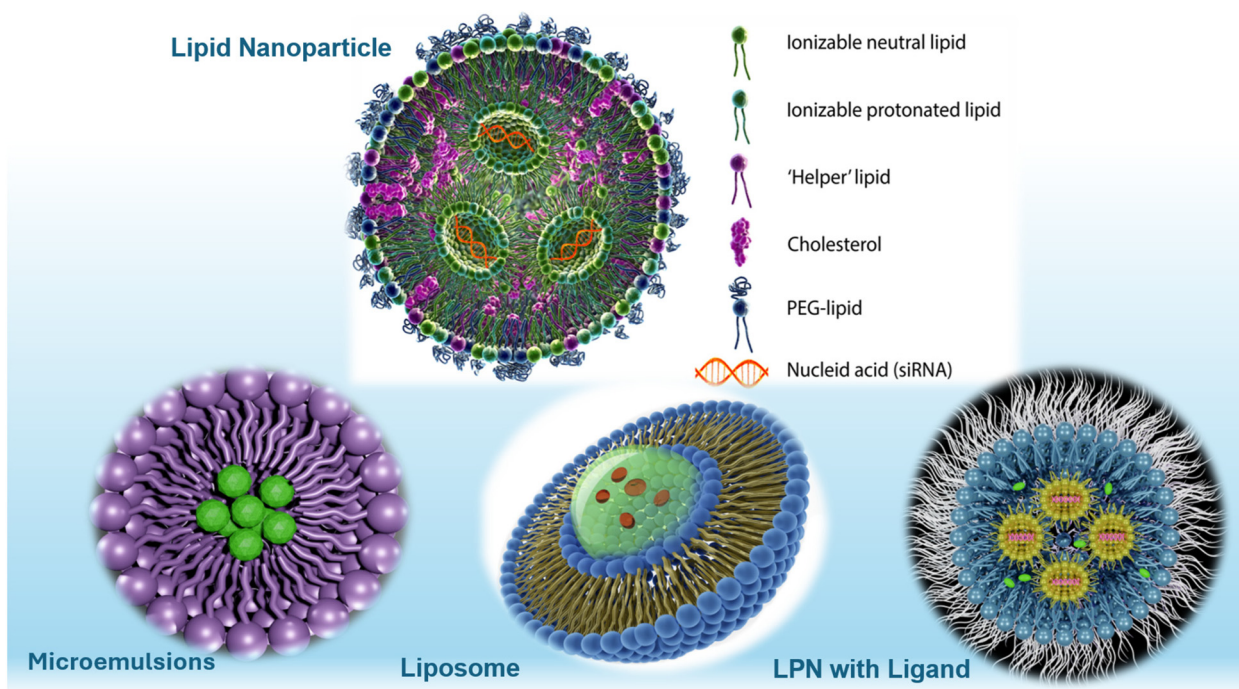 Lipid Nanoparticle
Ionizable neutral lipid
Ionizable protonated lipid
‘Helper’ lipid
Cholesterol
PEG-lipid
Nucleid acid (siRNA)
Microemulsions
Liposome
LPN with Ligand